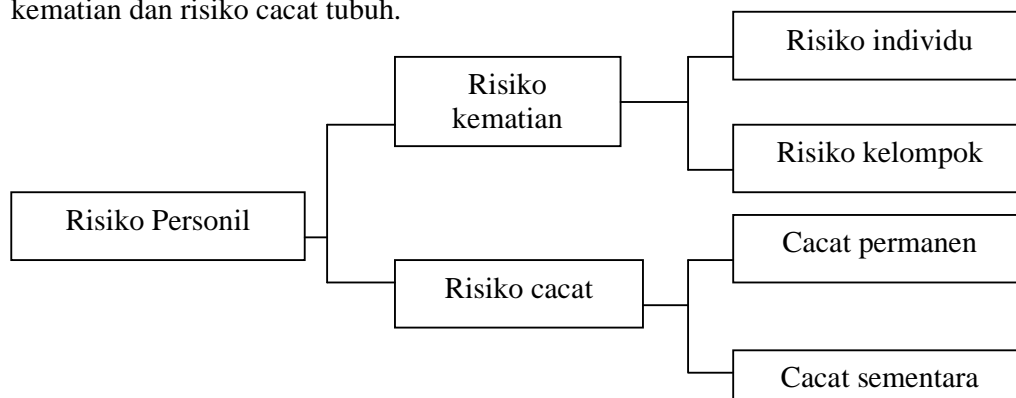 kematian dan risiko cacat tubuh.
Risiko Personil
Risiko
kematian
Risiko individu
Risiko kelompok
Risiko cacat
Cacat permanen
Cacat sementara